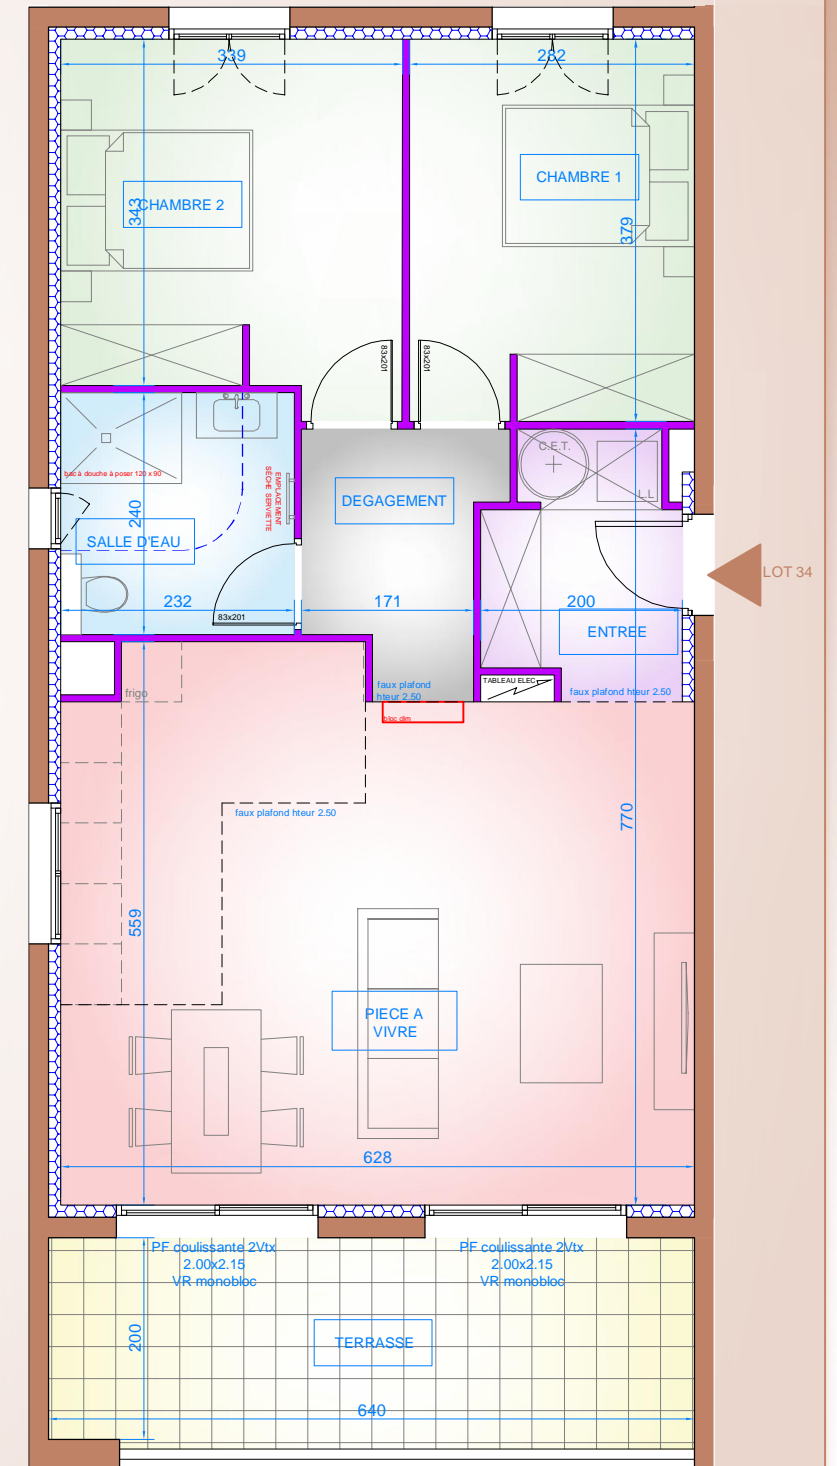 339
282
CHAMBRE 2
343
CHAMBRE 1
379
83x201
83x201
bac à douche à poser 120 x 90
EMPLACEMENT
SÈCHE SERVIETTE
240
SALLE D'EAU
232
83x201
DEGAGEMENT
171
C.E.T.
L.L
200
ENTREE
LOT 34
TABLEAU ELEC
faux plafond
hteur 2.50
faux plafond hteur 2.50
bloc clim
frigo
faux plafond hteur 2.50
770
559
PIECE A
VIVRE
628
PF coulissante 2Vtx
2.00x2.15
VR monobloc
PF coulissante 2Vtx
2.00x2.15
VR monobloc
200
TERRASSE
640